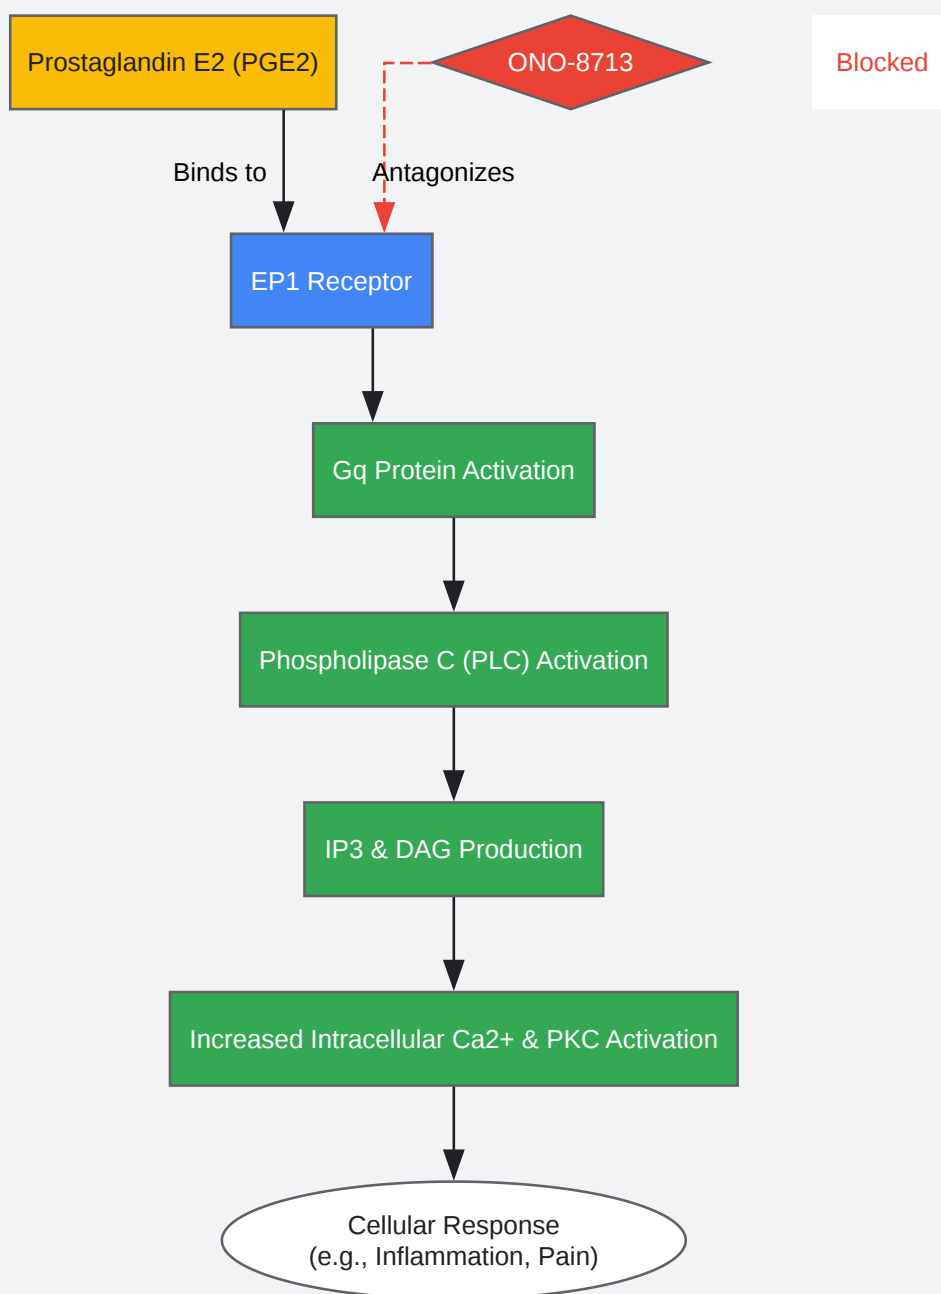 Prostaglandin E2 (PGE2)
ONO-8713
Blocked
Binds to
Antagonizes
EP1 Receptor
Gq Protein Activation
Phospholipase C (PLC) Activation
IP3 & DAG Production
Increased Intracellular Ca2+ & PKC Activation
Cellular Response
(e.g., Inflammation, Pain)